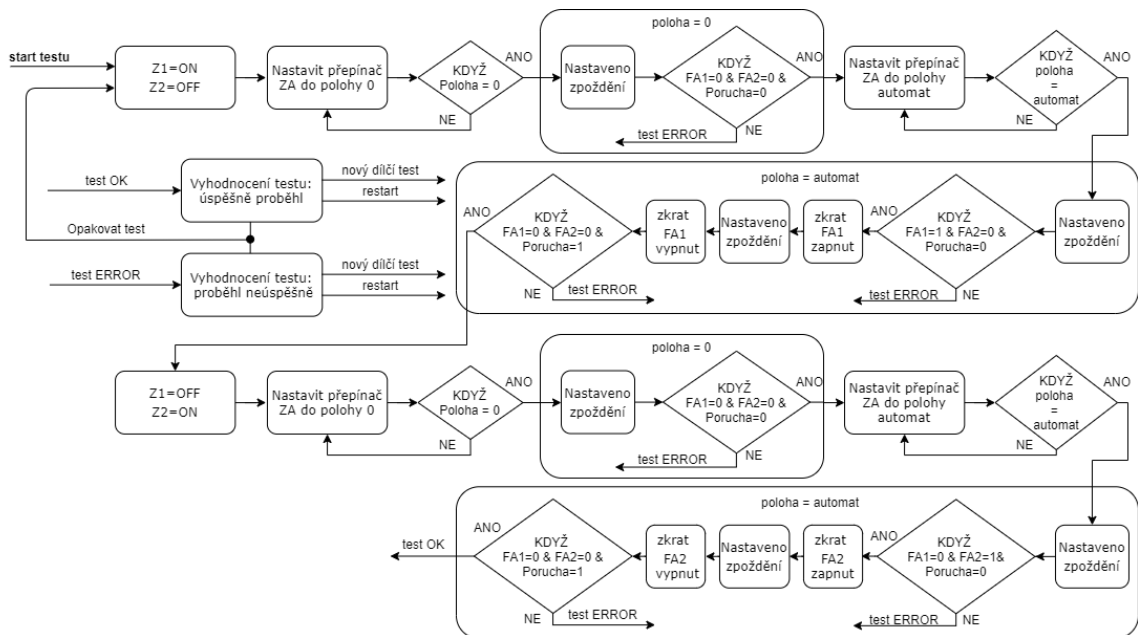 start testu
Z1=ON
Z2=OFF
Nastavit přepínač
ZA do polohy 0
KDYŽ
Poloha = 0
ANO
NE
poloha = 0
Nastaveno
zpoždění
KDYŽ
FA1=0 & FA2=0 &
Porucha=0
ANO
NE
test ERROR
Nastavit přepínač
ZA do polohy
automat
KDYŽ
poloha
=
automat
ANO
NE
test OK
Vyhodnocení testu:
úspěšně proběhl
nový dílčí test
restart
Opakovat test
test ERROR
Vyhodnocení testu:
proběhl neúspěšně
nový dílčí test
restart
poloha = automat
Nastaveno
zpoždění
KDYŽ
FA1=1 & FA2=0 &
Porucha=0
ANO
NE
test ERROR
zkrat
FA1
zapnut
Nastaveno
zpoždění
zkrat
FA1
vypnut
KDYŽ
FA1=0 & FA2=0 &
Porucha=1
ANO
NE
test ERROR
Z1=OFF
Z2=ON
Nastavit přepínač
ZA do polohy 0
KDYŽ
Poloha = 0
ANO
NE
poloha = 0
Nastaveno
zpoždění
KDYŽ
FA1=0 & FA2=0 &
Porucha=0
ANO
NE
test ERROR
Nastavit přepínač
ZA do polohy
automat
KDYŽ
poloha
=
automat
ANO
NE
poloha = automat
Nastaveno
zpoždění
KDYŽ
FA1=0 & FA2=1&
Porucha=0
ANO
NE
test ERROR
zkrat
FA2
zapnut
Nastaveno
zpoždění
zkrat
FA2
vypnut
KDYŽ
FA1=0 & FA2=0 &
Porucha=1
ANO
NE
test ERROR
test OK